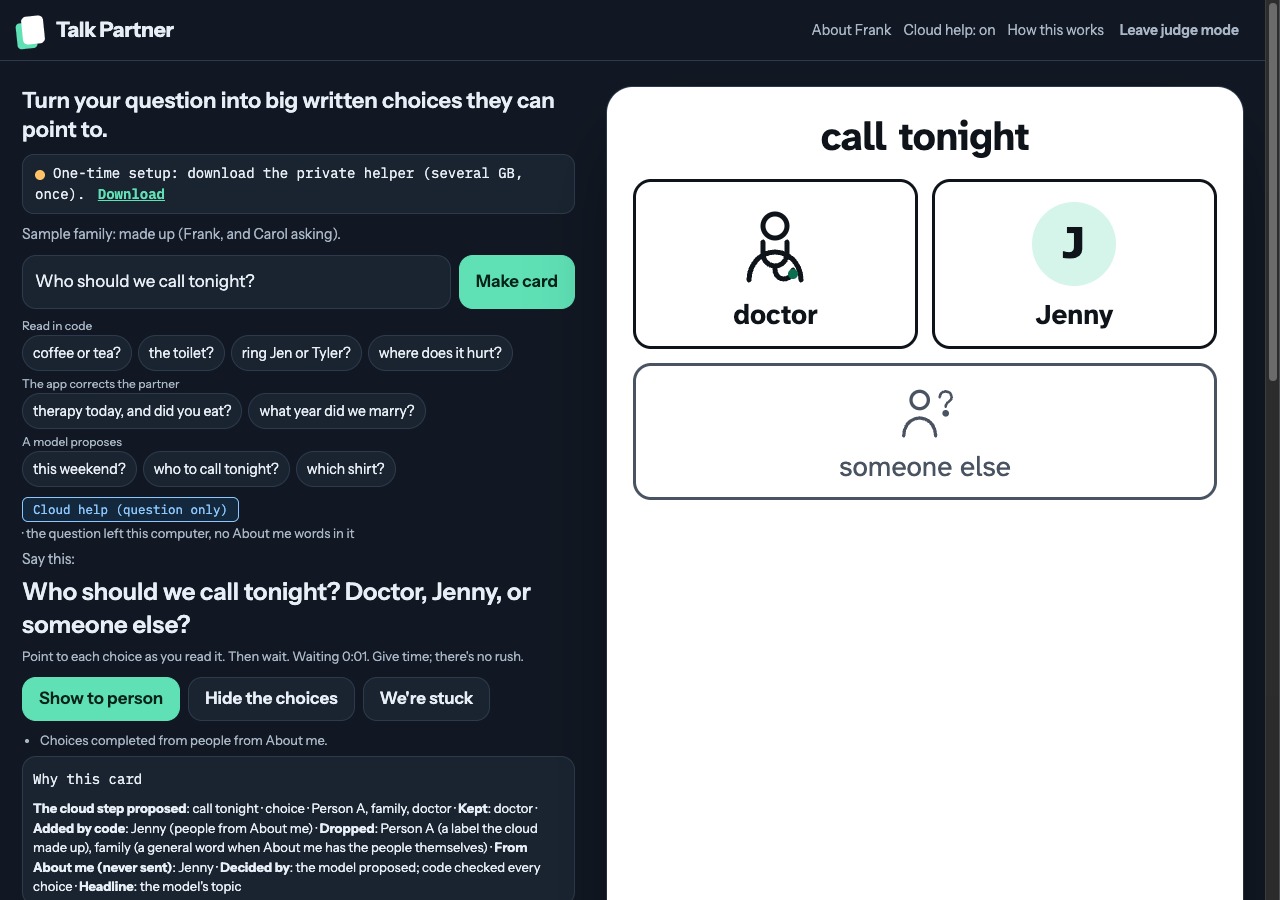 Talk Partner
About Frank Cloud help: on How this works Leave judge mode
Turn your question into big written choices they can
point to.
One-time setup: download the private helper (several GB,
once). Download
Sample family: made up (Frank, and Carol asking).
Who should we call tonight? Make card
Read in code
coffee or tea? the toilet? ring Jen or Tyler? where does it hurt?
The app corrects the partner
therapy today, and did you eat? what year did we marry?
A model proposes
this weekend? who to call tonight? which shirt?
Cloud help (question only)
· the question left this computer, no About me words in it
Say this:
Who should we call tonight? Doctor, Jenny, or
someone else?
Point to each choice as you read it. Then wait. Waiting 0:01. Give time; there's no rush.
Show to person Hide the choices We're stuck
• Choices completed from people from About me.
Why this card
The cloud step proposed: call tonight · choice · Person A, family, doctor · Kept: doctor ·
Added by code: Jenny (people from About me) · Dropped: Person A (a label the cloud
made up), family (a general word when About me has the people themselves) · From
About me (never sent): Jenny · Decided by: the model proposed; code checked every
choice · Headline: the model's topic
call tonight
J
doctor Jenny
?
someone else